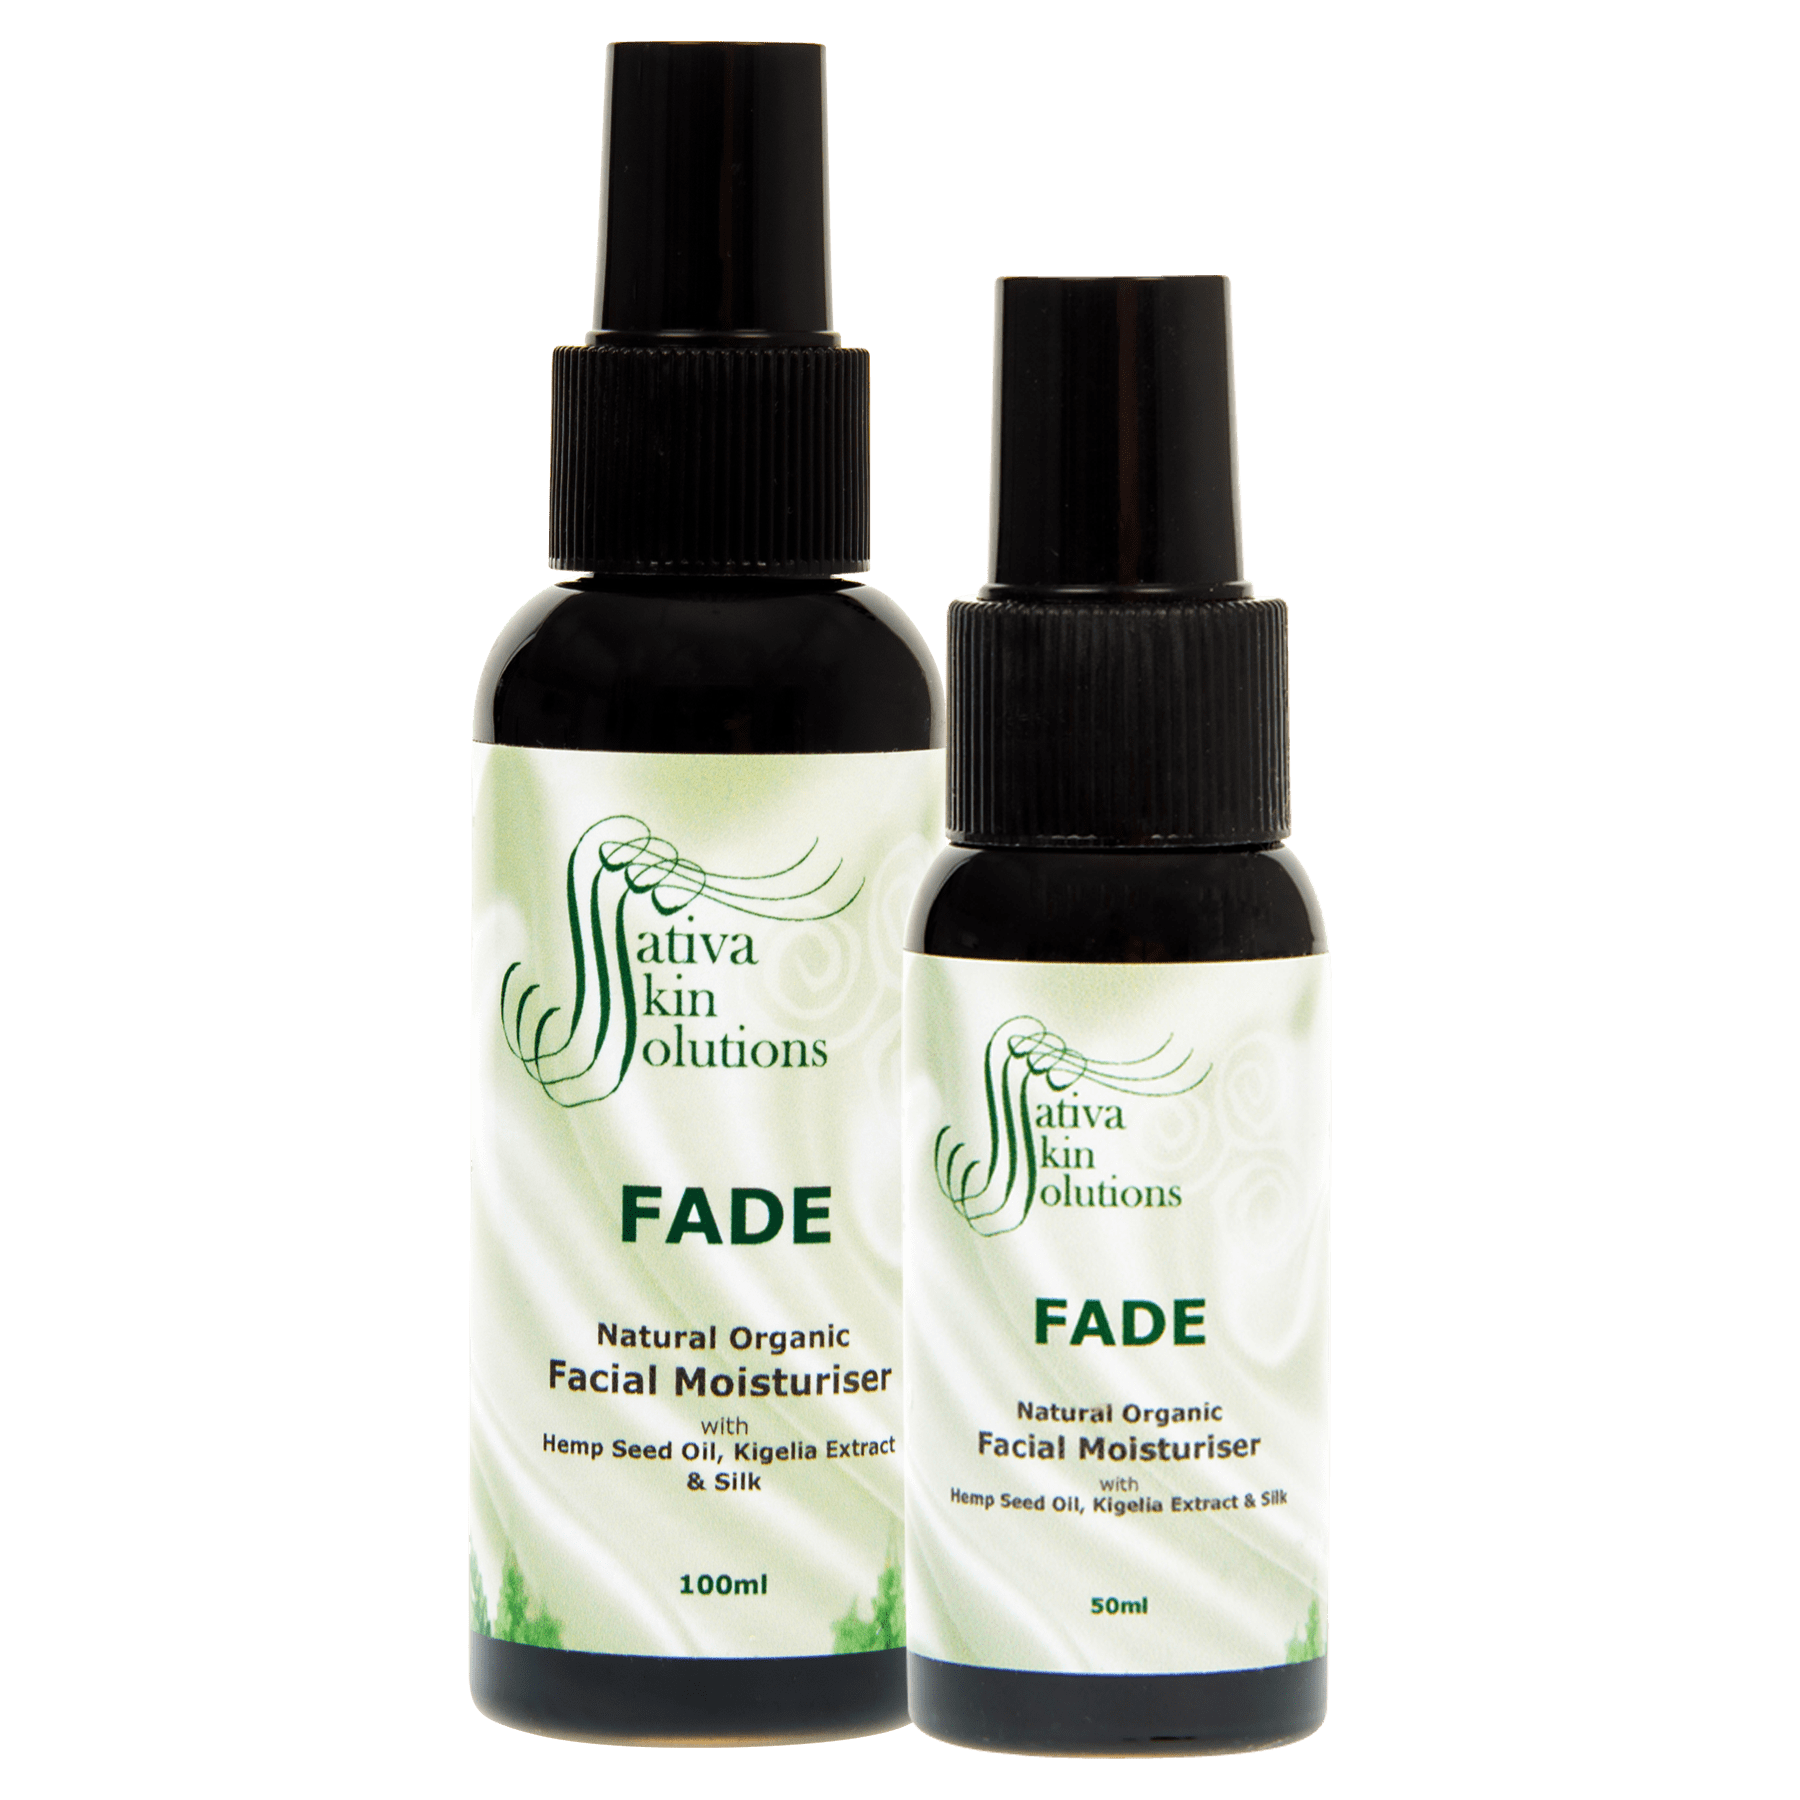 Sativa
Skin
Solutions
FADE
Natural Organic
Facial Moisturiser
with
Hemp Seed Oil, Kigelia Extract
& Silk
100ml
Sativa
Skin
Solutions
FADE
Natural Organic
Facial Moisturiser
with
Hemp Seed Oil, Kigelia Extract & Silk
50ml